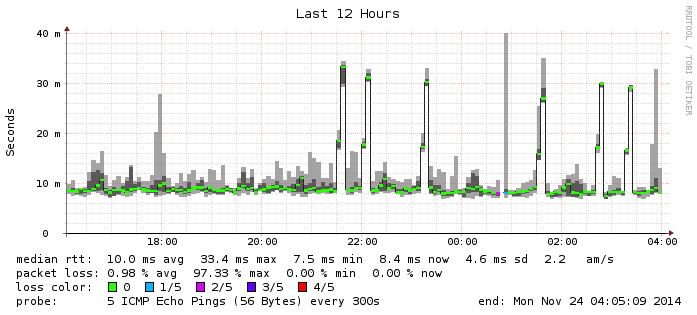 Last 12 Hours
RRDTOOL / TOBI OETIKER
Seconds
40 m
30 m
20 m
10 m
0
18:00 20:00 22:00 00:00 02:00 04:00
median rtt: 10.0 ms avg 33.4 ms max 7.5 ms min 8.4 ms now 4.6 ms sd 2.2 am/s
packet loss: 0.98 % avg 97.33 % max 0.00 % min 0.00 % now
loss color: 0 1/5 2/5 3/5 4/5
probe: 5 ICMP Echo Pings (56 Bytes) every 300s end: Mon Nov 24 04:05:09 2014